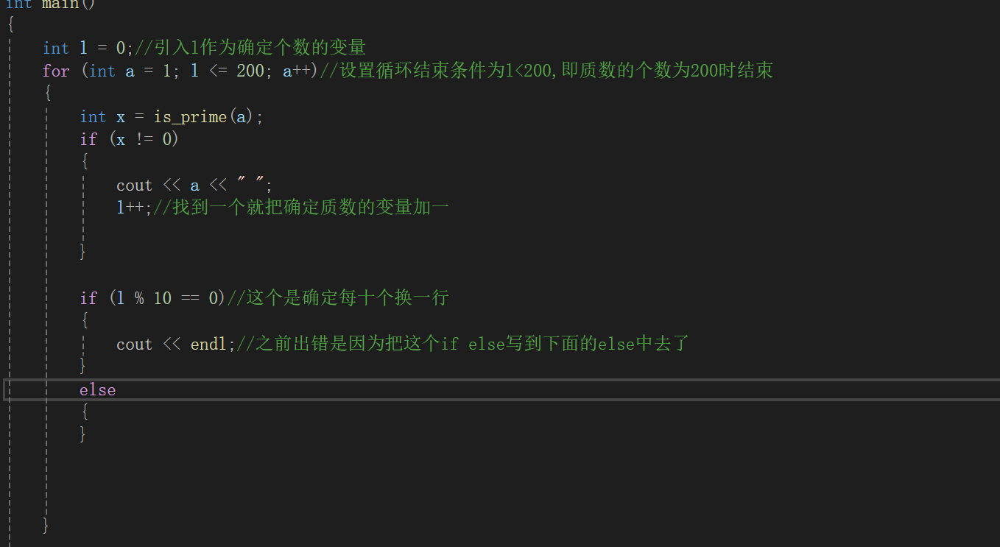 int main()
{
int l = 0;//引入l作为确定个数的变量
for (int a = 1; l <= 200; a++)//设置循环结束条件为l<200,即质数的个数为200时结束
{
int x = is_prime(a);
if (x != 0)
{
cout << a << " ";
l++;//找到一个就把确定质数的变量加一
}
if (l % 10 == 0)//这个是确定每十个换一行
{
cout << endl;//之前出错是因为把这个if else写到下面的else中去了
}
else
{
}
}